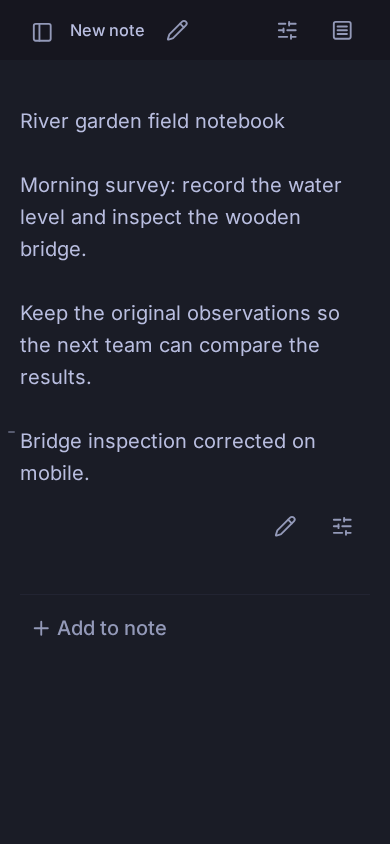 New note
River garden field notebook
Morning survey: record the water
level and inspect the wooden
bridge.
Keep the original observations so
the next team can compare the
results.
Bridge inspection corrected on
mobile.
Add to note